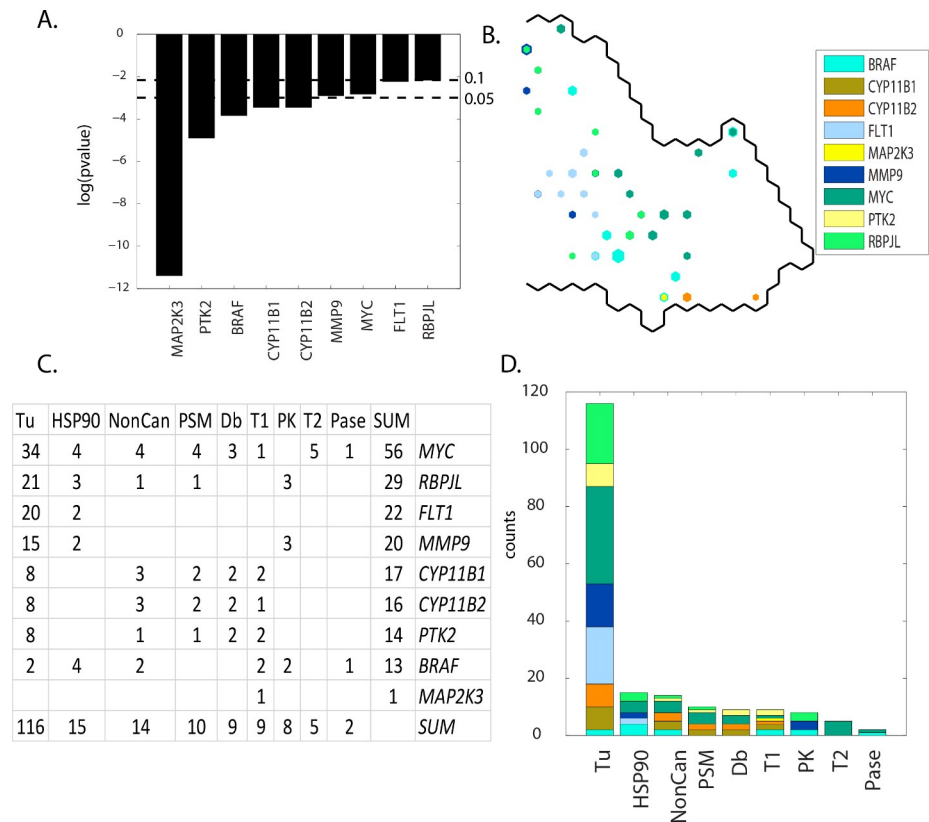 A.
0
−2
−4
−6
−8
−10
−12
log(pvalue)
0.1
0.05
MAP2K3
PTK2
BRAF
CYP11B1
CYP11B2
MMP9
MYC
FLT1
RBPJL
B.
BRAF
CYP11B1
CYP11B2
FLT1
MAP2K3
MMP9
MYC
PTK2
RBPJL
C.
Tu HSP90 NonCan PSM Db T1 PK T2 Pase SUM
34 4 4 4 3 1 5 1 56 MYC
21 3 1 1 3 29 RBPJL
20 2 22 FLT1
15 2 3 20 MMP9
8 3 2 2 2 17 CYP11B1
8 3 2 2 1 16 CYP11B2
8 1 1 2 2 14 PTK2
2 4 2 2 2 1 13 BRAF
1 1 MAP2K3
116 15 14 10 9 9 8 5 2 SUM
D.
120
100
80
60
40
20
0
counts
Tu
HSP90
NonCan
PSM
Db
T1
PK
T2
Pase